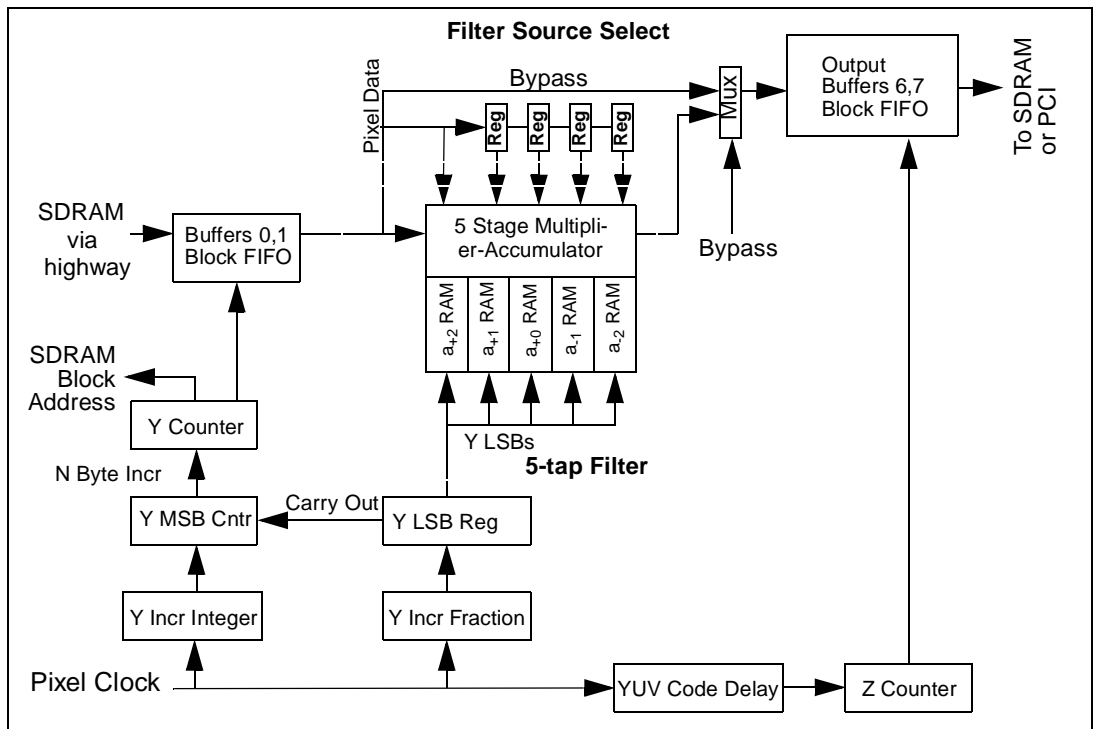 Filter Source Select
Pixel Data
Bypass
Reg
Reg
Reg
Reg
Mux
Output
Buffers 6,7
Block FIFO
To SDRAM
or PCI
SDRAM
via
highway
Buffers 0,1
Block FIFO
5 Stage Multipli-
er-Accumulator
Bypass
a+2 RAM
a+1 RAM
a+0 RAM
a-1 RAM
a-2 RAM
SDRAM
Block
Address
Y Counter
Y LSBs
5-tap Filter
N Byte Incr
Y MSB Cntr
Carry Out
Y LSB Reg
Y Incr Integer
Y Incr Fraction
Pixel Clock
YUV Code Delay
Z Counter